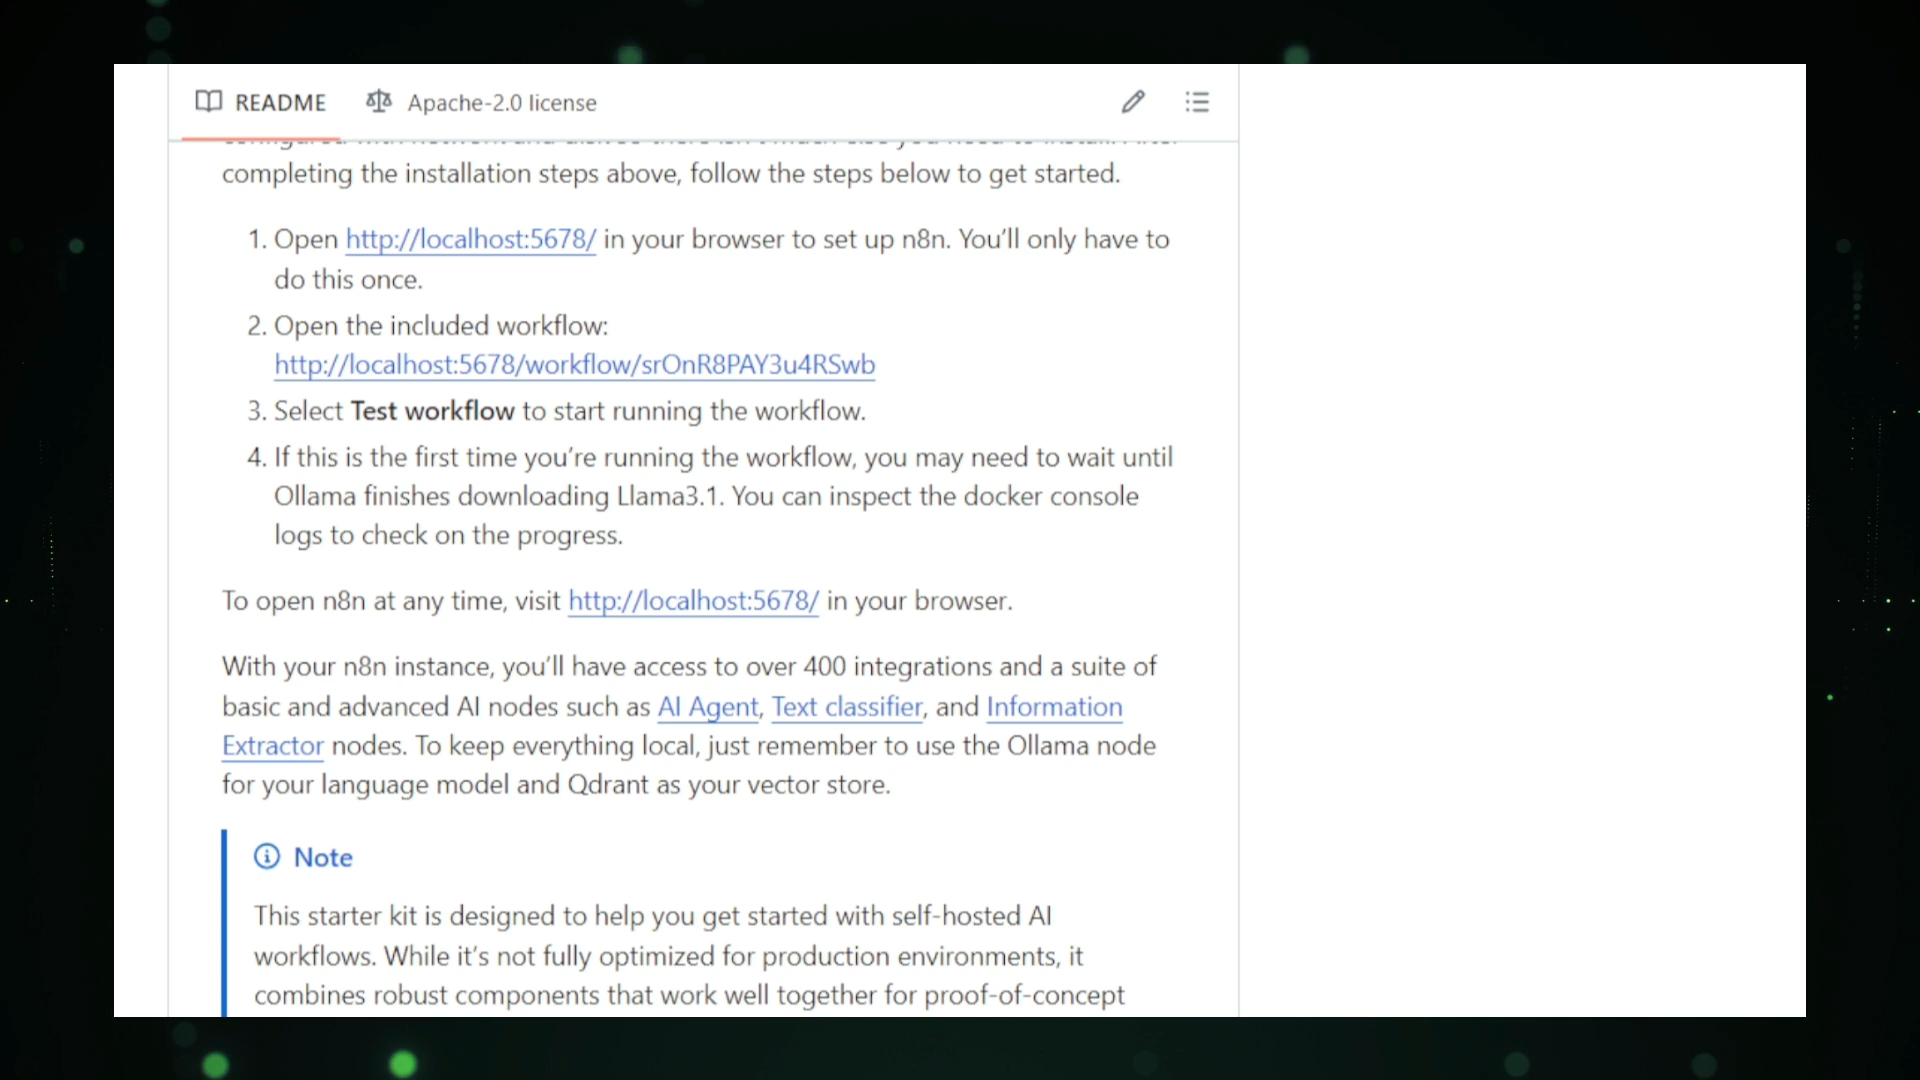 README Apache-2.0 license
completing the installation steps above, follow the steps below to get started.
1. Open http://localhost:5678/ in your browser to set up n8n. You'll only have to
do this once.
2. Open the included workflow:
http://localhost:5678/workflow/srOnR8PAY3u4RSwb
3. Select Test workflow to start running the workflow.
4. If this is the first time you're running the workflow, you may need to wait until
Ollama finishes downloading Llama3.1. You can inspect the docker console
logs to check on the progress.
To open n8n at any time, visit http://localhost:5678/ in your browser.
With your n8n instance, you'll have access to over 400 integrations and a suite of
basic and advanced AI nodes such as AI Agent, Text classifier, and Information
Extractor nodes. To keep everything local, just remember to use the Ollama node
for your language model and Qdrant as your vector store.
Note
This starter kit is designed to help you get started with self-hosted AI
workflows. While it's not fully optimized for production environments, it
combines robust components that work well together for proof-of-concept